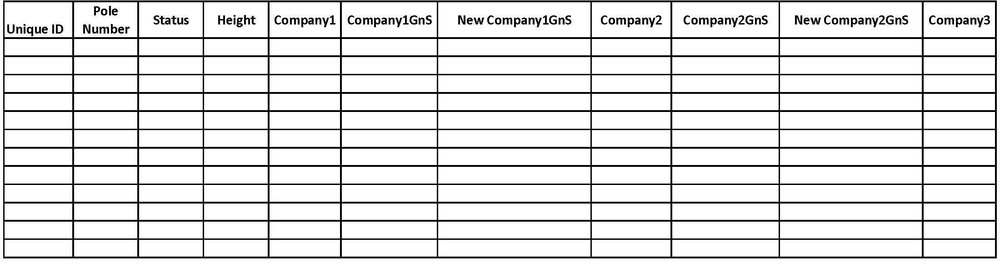 Unique ID
Pole
Number
Status
Height
Company1
Company1GnS
New Company1GnS
Company2
Company2GnS
New Company2GnS
Company3